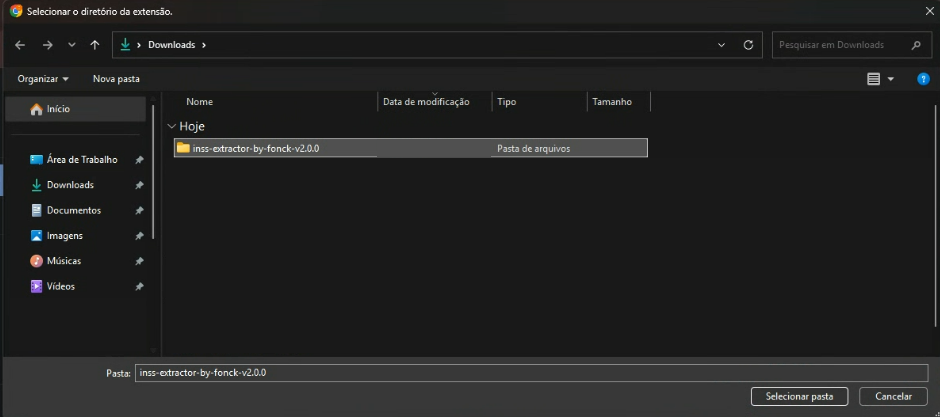 Selecionar o diretório da extensão.
Downloads
Pesquisar em Downloads
Organizar
Nova pasta
Início
Área de Trabalho
Downloads
Documentos
Imagens
Músicas
Vídeos
Nome
Data de modificação
Tipo
Tamanho
Hoje
inss-extractor-by-fonck-v2.0.0
Pasta de arquivos
Pasta:
inss-extractor-by-fonck-v2.0.0
Selecionar pasta
Cancelar